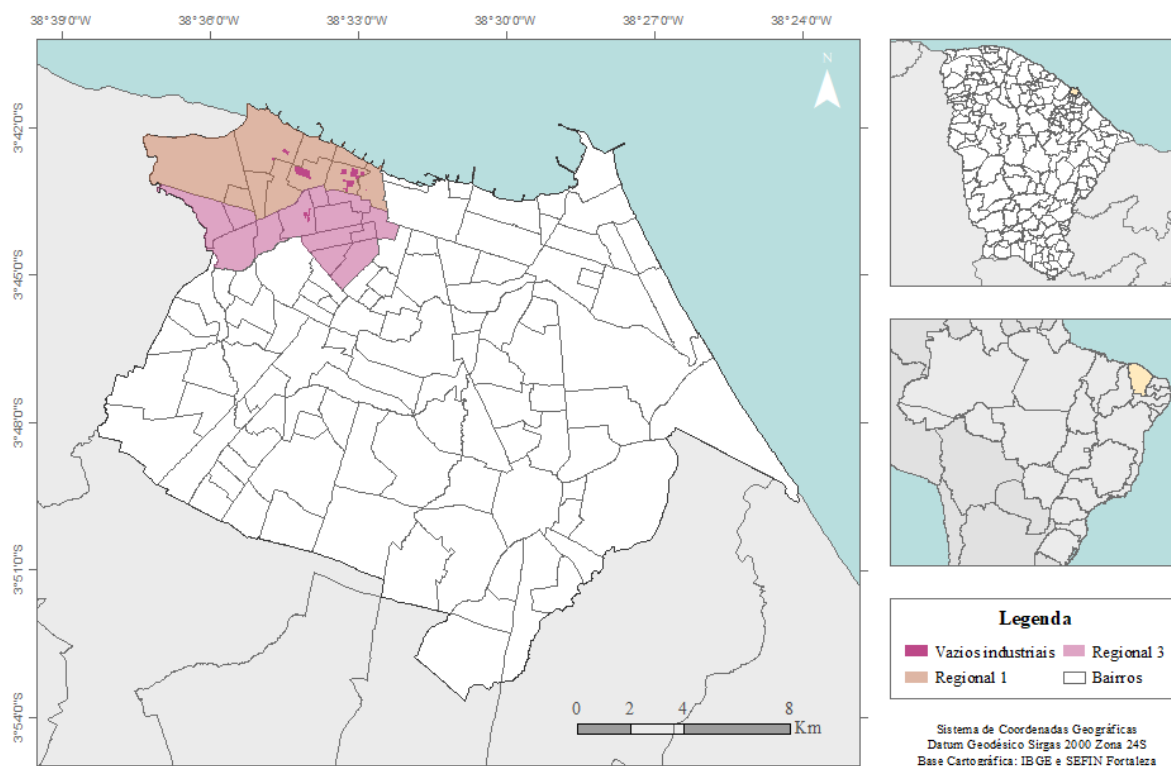 38°39'0"W 38°36'0"W 38°33'0"W 38°30'0"W 38°27'0"W 38°24'0"W
N
3°42'0"S
3°45'0"S
3°48'0"S
3°51'0"S
3°54'0"S
0 2 4 6 8
Km
Legenda
Vazios industriais Regional 3
Regional 1 Bairros
Sistema de Coordenadas Geográficas
Datum Geodésico Sirgas 2000 Zona 24S
Base Cartográfica: IBGE e SEFIN Fortaleza